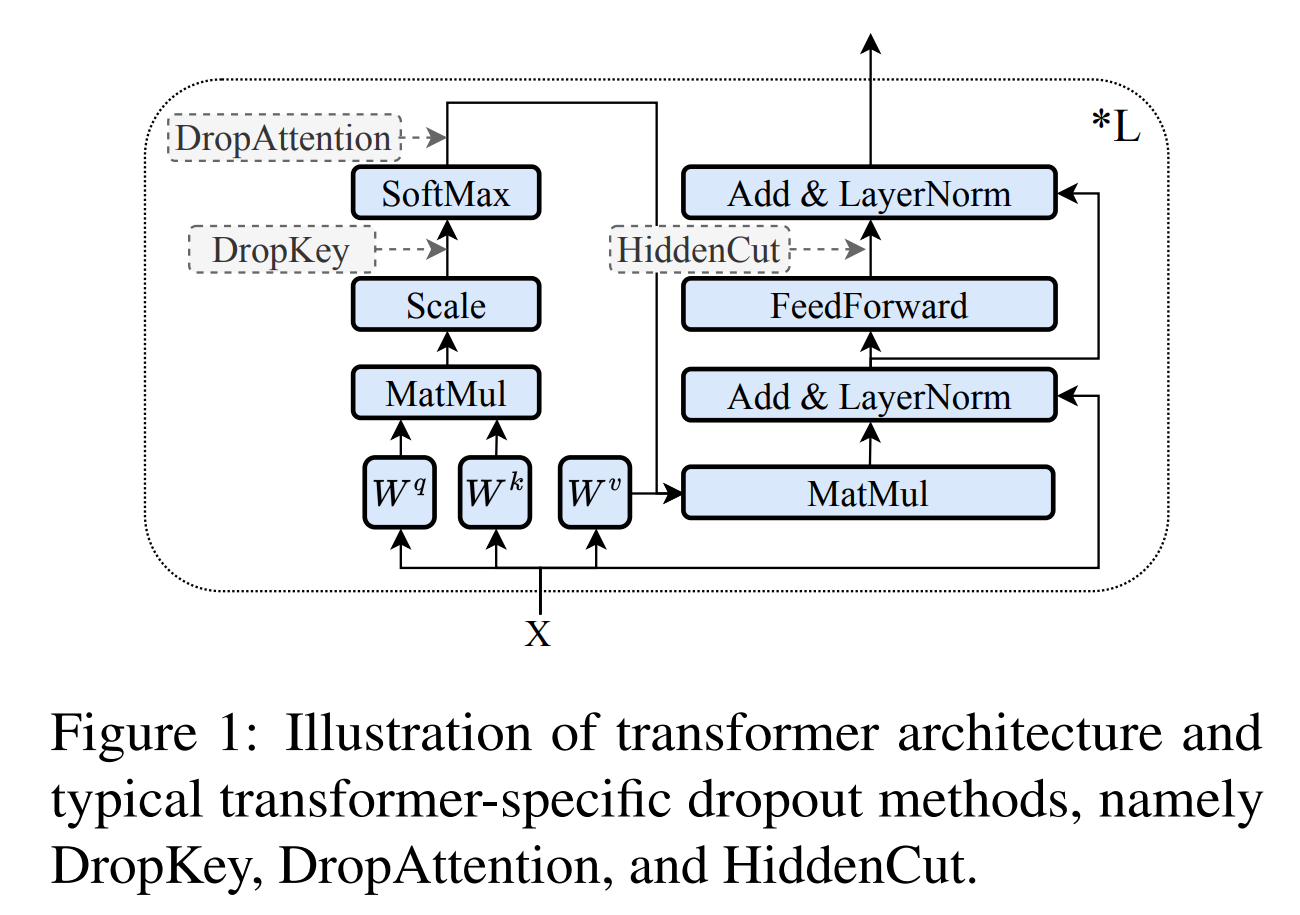 *L
DropAttention
SoftMax
Add & LayerNorm
DropKey
HiddenCut
Scale
FeedForward
MatMul
Add & LayerNorm
W^q
W^k
W^v
MatMul
X
Figure 1: Illustration of transformer architecture and
typical transformer-specific dropout methods, namely
DropKey, DropAttention, and HiddenCut.